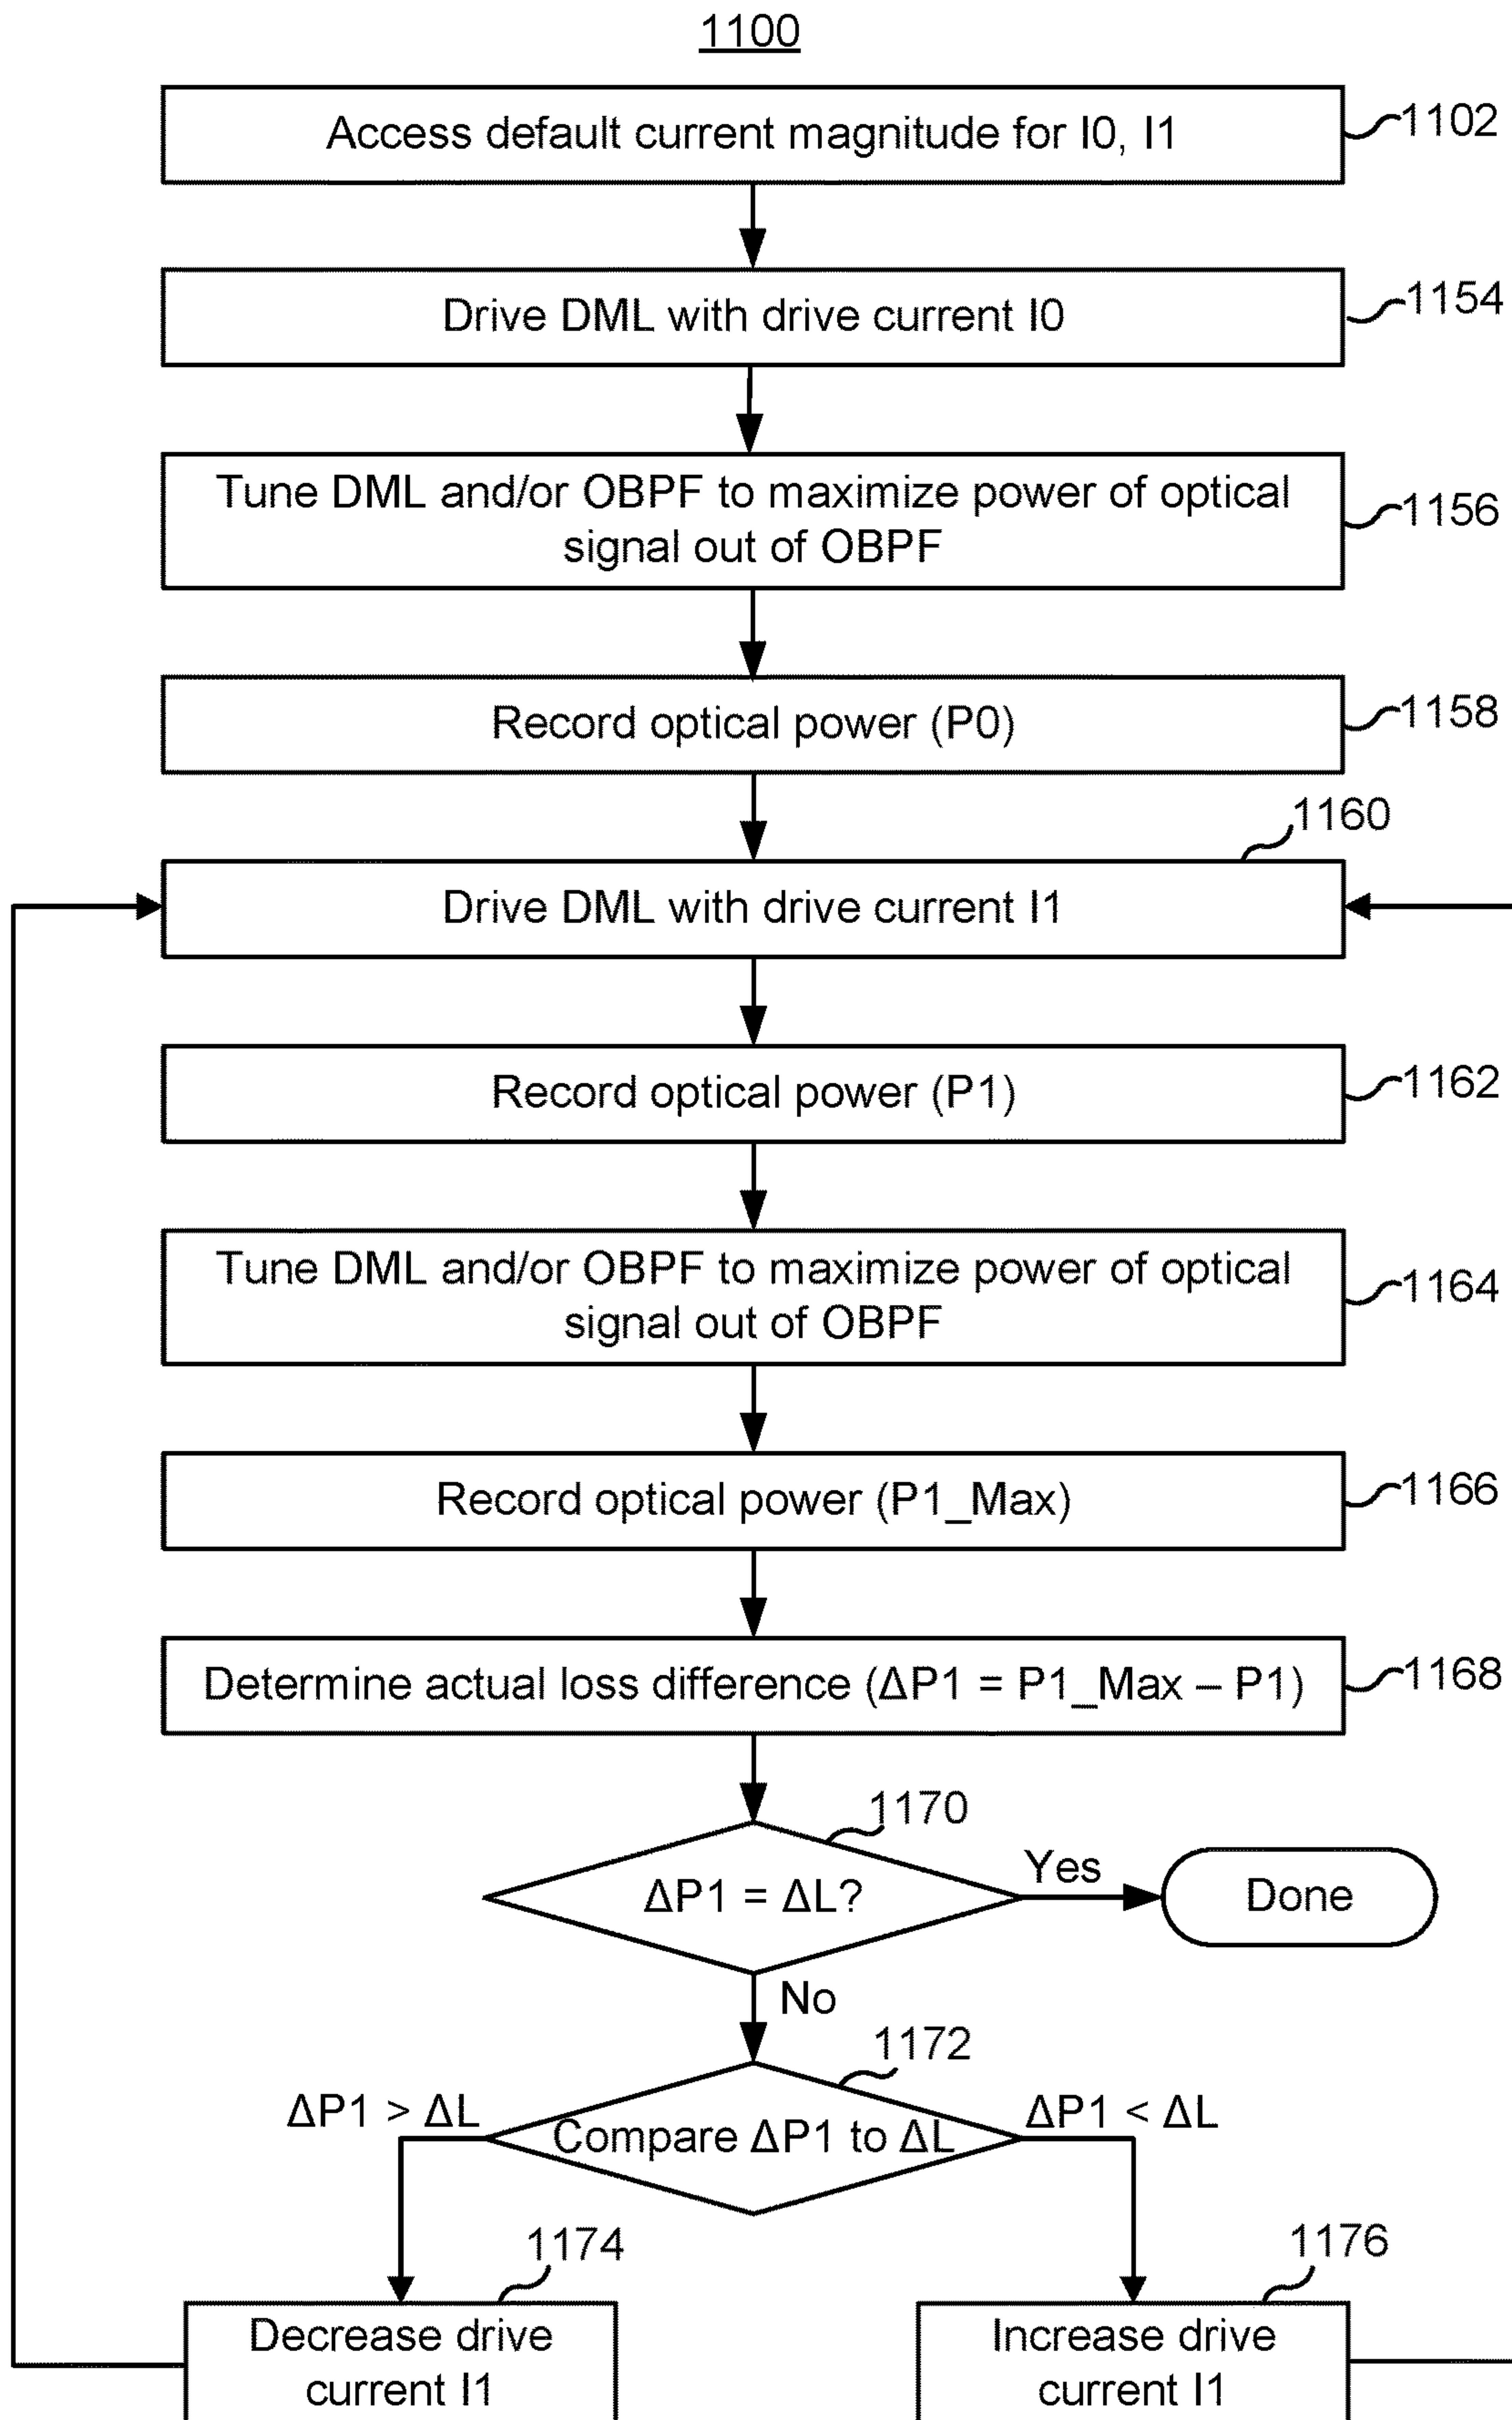 1100
Access default current magnitude for I0, I1
1102
Drive DML with drive current I0
1154
Tune DML and/or OBPF to maximize power of optical
signal out of OBPF
1156
Record optical power (P0)
1158
1160
Drive DML with drive current I1
Record optical power (P1)
1162
Tune DML and/or OBPF to maximize power of optical
signal out of OBPF
1164
Record optical power (P1_Max)
1166
Determine actual loss difference (ΔP1 = P1_Max – P1)
1168
1170
ΔP1 = ΔL?
Yes
Done
No
1172
ΔP1 > ΔL
Compare ΔP1 to ΔL
ΔP1 < ΔL
1174
1176
Decrease drive
current I1
Increase drive
current I1